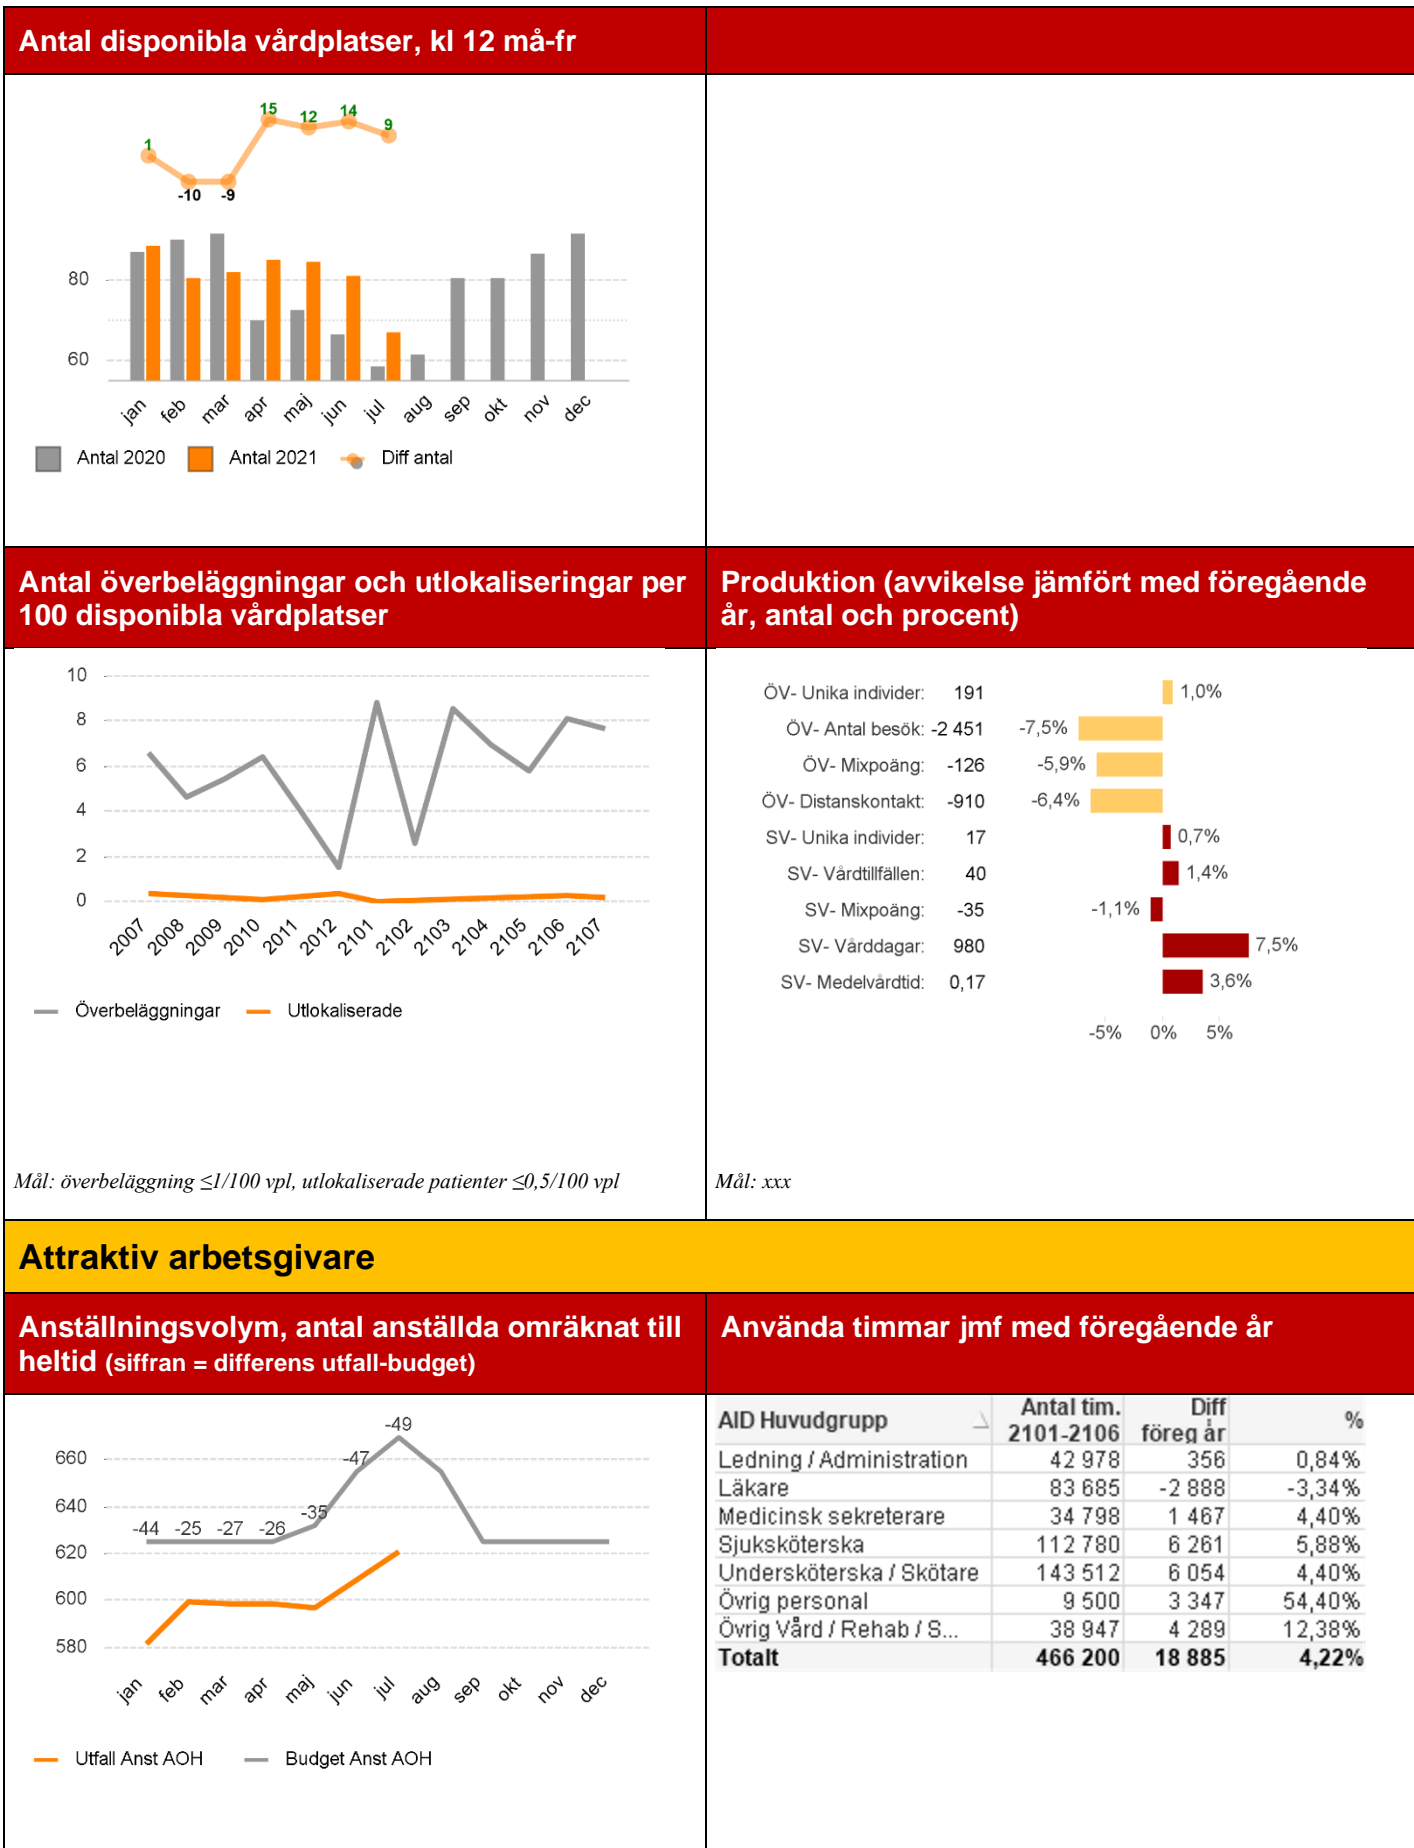 Antal disponibla vårdplatser, kl 12 må-fr
15
14
12
9
1
-10
-9
80
60
jan feb mar apr maj jun jul aug sep okt nov dec
Antal 2020 Antal 2021 Diff antal
Antal överbeläggningar och utlokaliseringar per
100 disponibla vårdplatser
10
8
6
4
2
0
2007 2008 2009 2010 2011 2012 2101 2102 2103 2104 2105 2106 2107
Överbeläggningar Utlokaliserade
Mål: överbeläggning ≤1/100 vpl, utlokaliserade patienter ≤0,5/100 vpl
Produktion (avvikelse jämfört med föregående
år, antal och procent)
ÖV- Unika individer: 191 1,0%
ÖV- Antal besök: -2 451 -7,5%
ÖV- Mixpoäng: -126 -5,9%
ÖV- Distanskontakt: -910 -6,4%
SV- Unika individer: 17 0,7%
SV- Vårdtillfällen: 40 1,4%
SV- Mixpoäng: -35 -1,1%
SV- Vårddagar: 980 7,5%
SV- Medelvårdtid: 0,17 3,6%
-5% 0% 5%
Mål: xxx
Attraktiv arbetsgivare
Anställningsvolym, antal anställda omräknat till
heltid (siffran = differens utfall-budget)
-49
-47
-35
-44 -25 -27 -26
660
640
620
600
580
jan feb mar apr maj jun jul aug sep okt nov dec
Utfall Anst AOH Budget Anst AOH
Använda timmar jmf med föregående år
AID Huvudgrupp Antal tim. 2101-2106 Diff föreg år %
Ledning / Administration 42 978 356 0,84%
Läkare 83 685 -2 888 -3,34%
Medicinsk sekreterare 34 798 1 467 4,40%
Sjuksköterska 112 780 6 261 5,88%
Undersköterska / Skötare 143 512 6 054 4,40%
Övrig personal 9 500 3 347 54,40%
Övrig Vård / Rehab / S... 38 947 4 289 12,38%
Totalt 466 200 18 885 4,22%